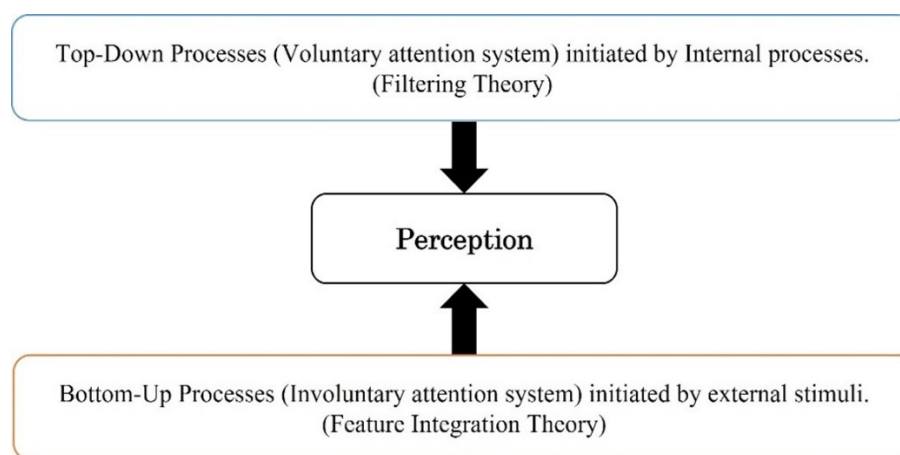 Top-Down Processes (Voluntary attention system) initiated by Internal processes.
(Filtering Theory)
Perception
Bottom-Up Processes (Involuntary attention system) initiated by external stimuli.
(Feature Integration Theory)